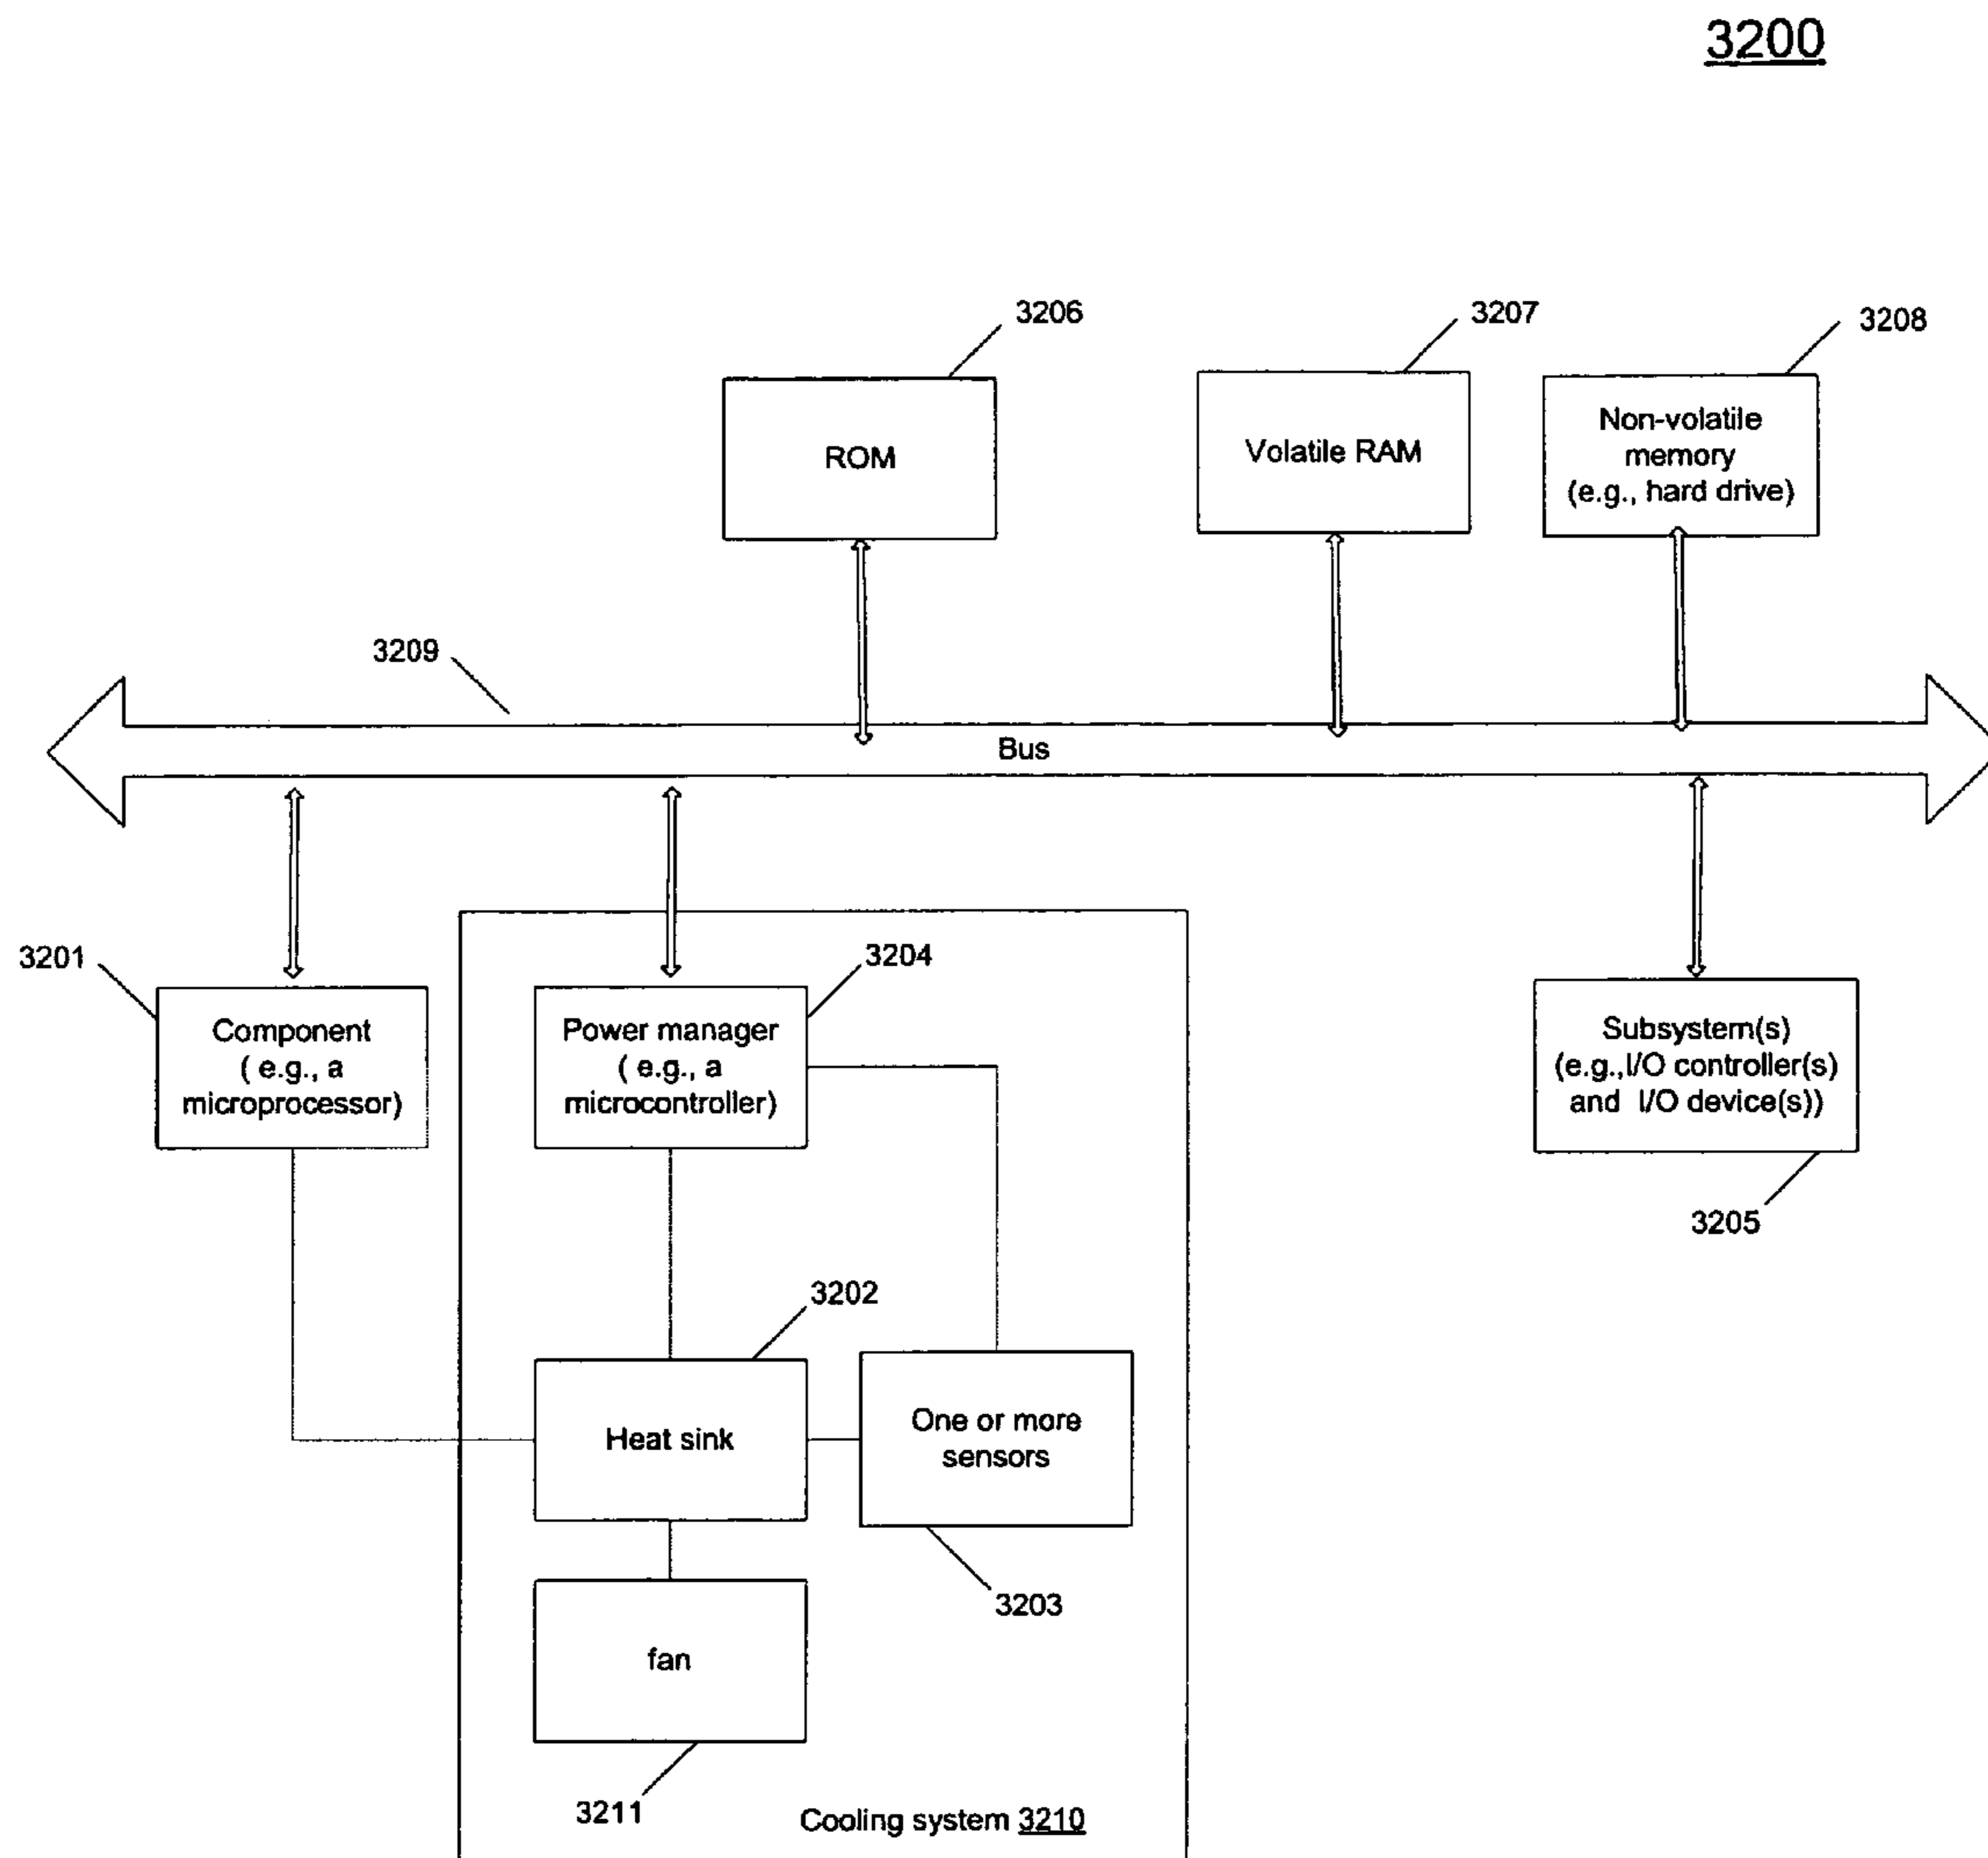 3200
3206
3207
3208
ROM
Volatile RAM
Non-volatile
memory
(e.g., hard drive)
3209
Bus
3201
3204
Component
( e.g., a
microprocessor)
Power manager
( e.g., a
microcontroller)
Subsystem(s)
(e.g.,I/O controller(s)
and I/O device(s))
3205
3202
Heat sink
One or more
sensors
3203
fan
3211
Cooling system 3210